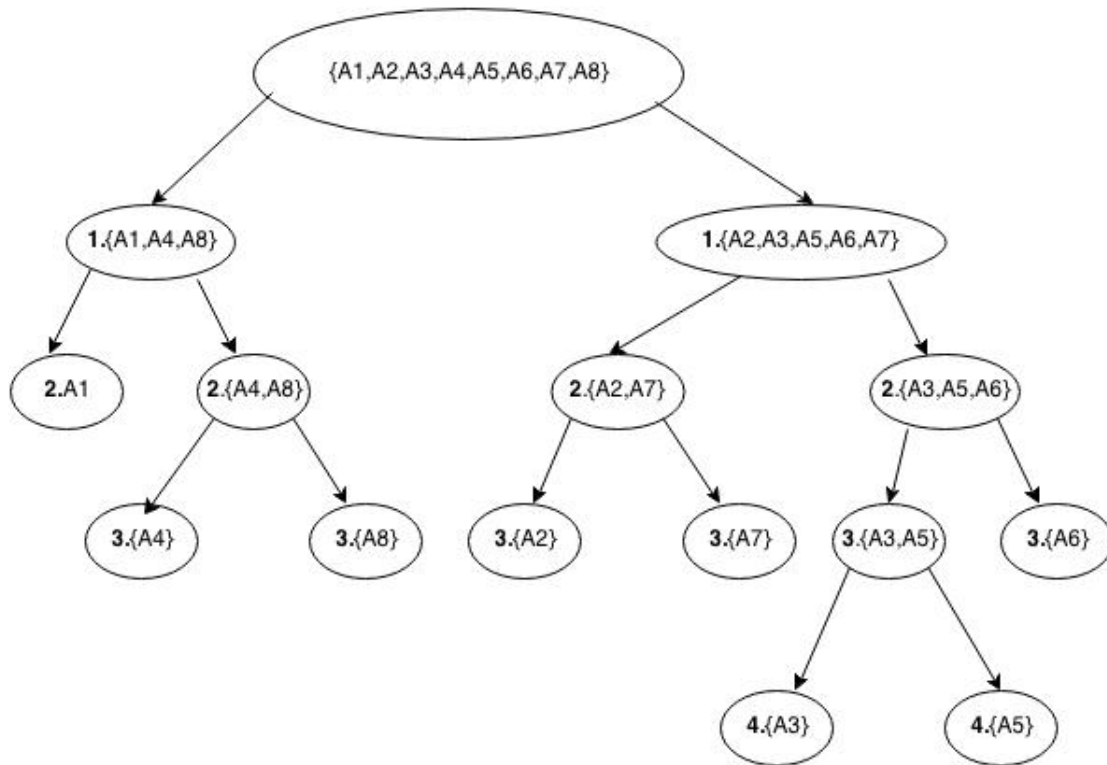 {A1,A2,A3,A4,A5,A6,A7,A8}
1.{A1,A4,A8}
1.{A2,A3,A5,A6,A7}
2.A1
2.{A4,A8}
2.{A2,A7}
2.{A3,A5,A6}
3.{A4}
3.{A8}
3.{A2}
3.{A7}
3.{A3,A5}
3.{A6}
4.{A3}
4.{A5}